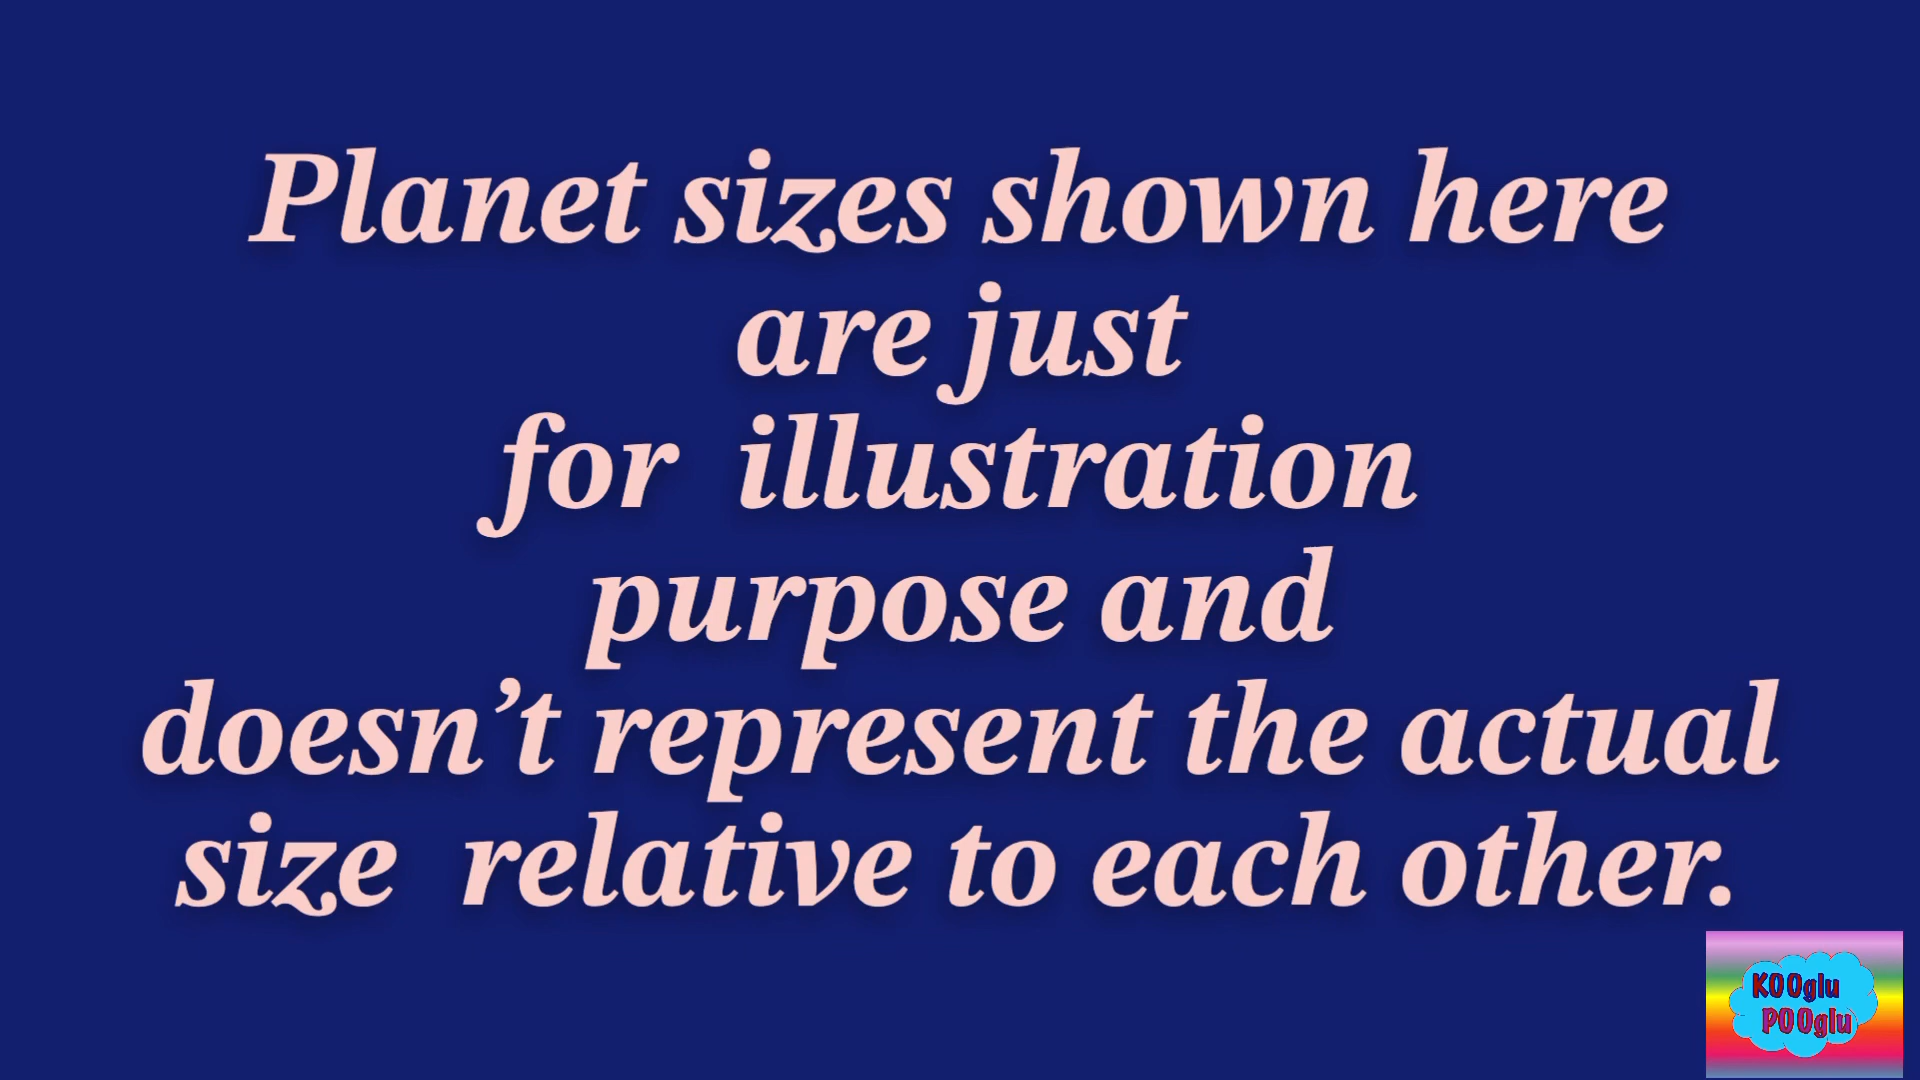 Planet sizes shown here
are just
for  illustration
purpose and
doesn’t represent the actual
size  relative to each other.
KOOglu
POOglu